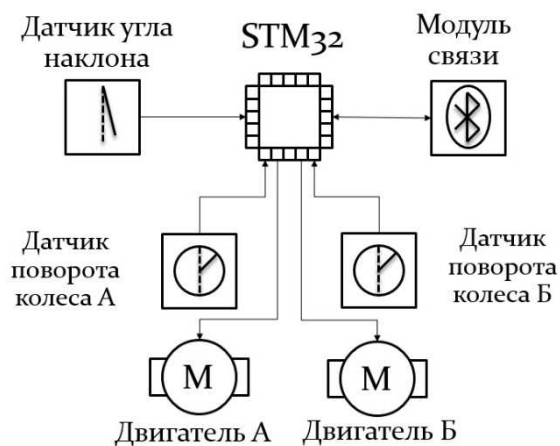 Датчик угла
наклона
STM32
Модуль
связи
Датчик
поворота
колеса А
Датчик
поворота
колеса Б
М
М
Двигатель А
Двигатель Б